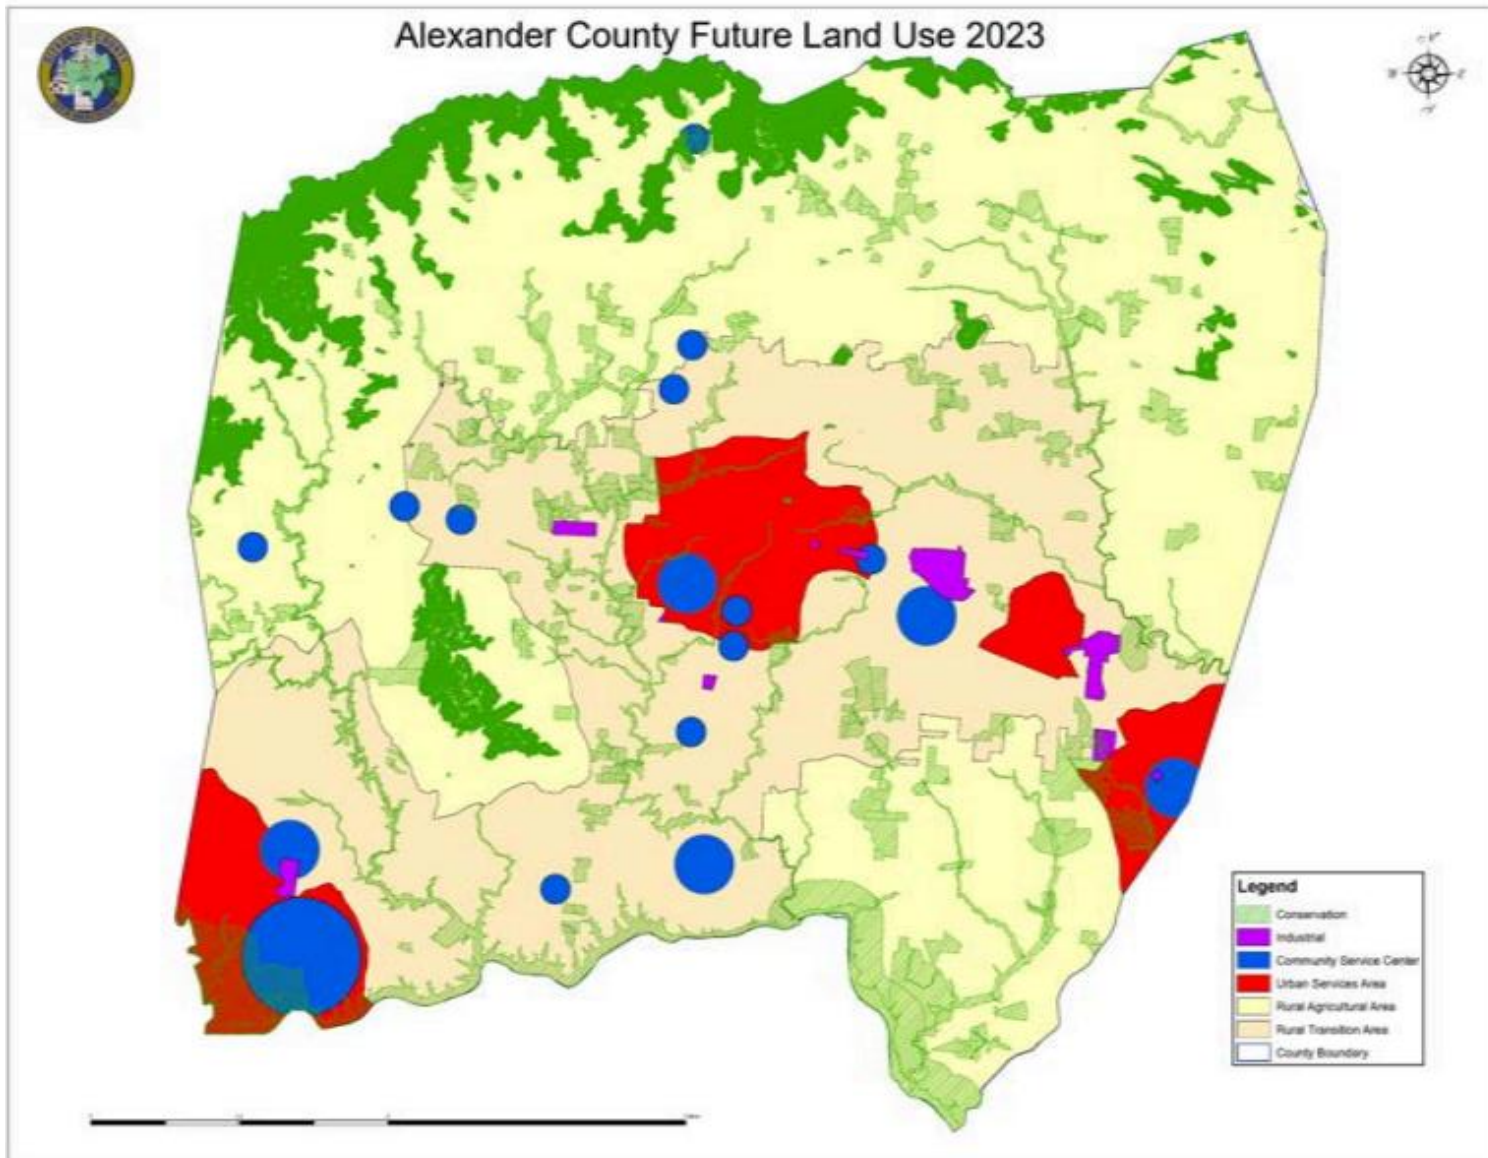 Alexander County Future Land Use 2023
Legend
Conservation
Industrial
Community Service Center
Urban Services Area
Rural Agricultural Area
Rural Transition Area
County Boundary